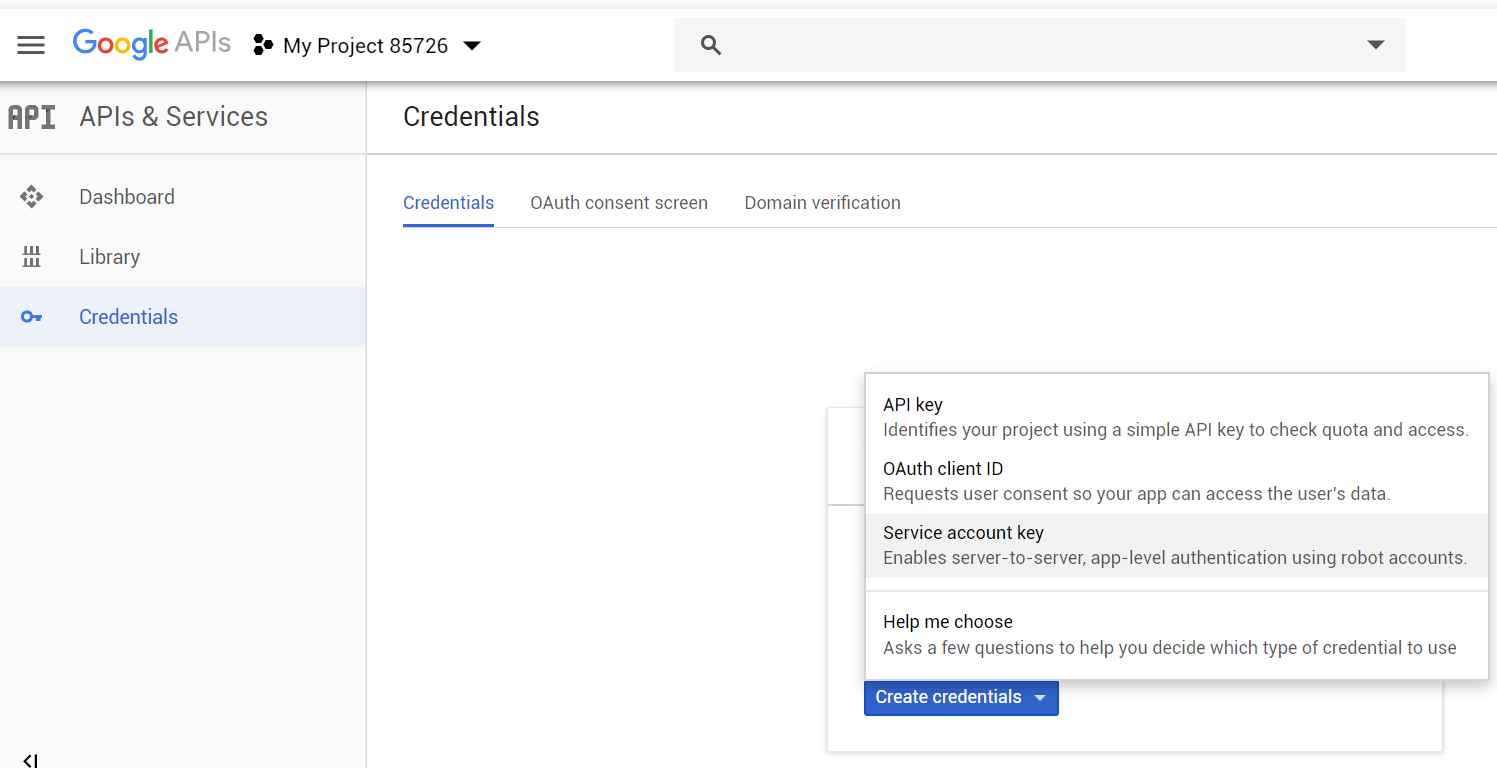 Google APIs My Project 85726
API APIs & Services
Credentials
Dashboard
Library
Credentials
Credentials OAuth consent screen Domain verification
API key
Identifies your project using a simple API key to check quota and access.
OAuth client ID
Requests user consent so your app can access the user's data.
Service account key
Enables server-to-server, app-level authentication using robot accounts.
Help me choose
Asks a few questions to help you decide which type of credential to use
Create credentials